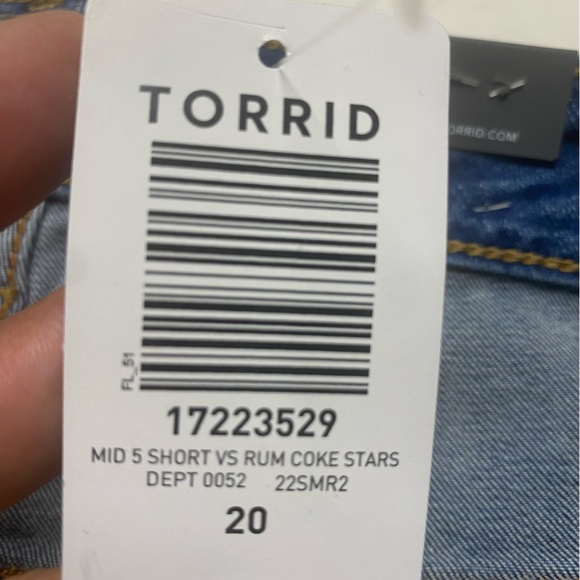 TORRID
ORRID.COM
FL_51
17223529
MID 5 SHORT VS RUM COKE STARS
DEPT 0052 22SMR2
20